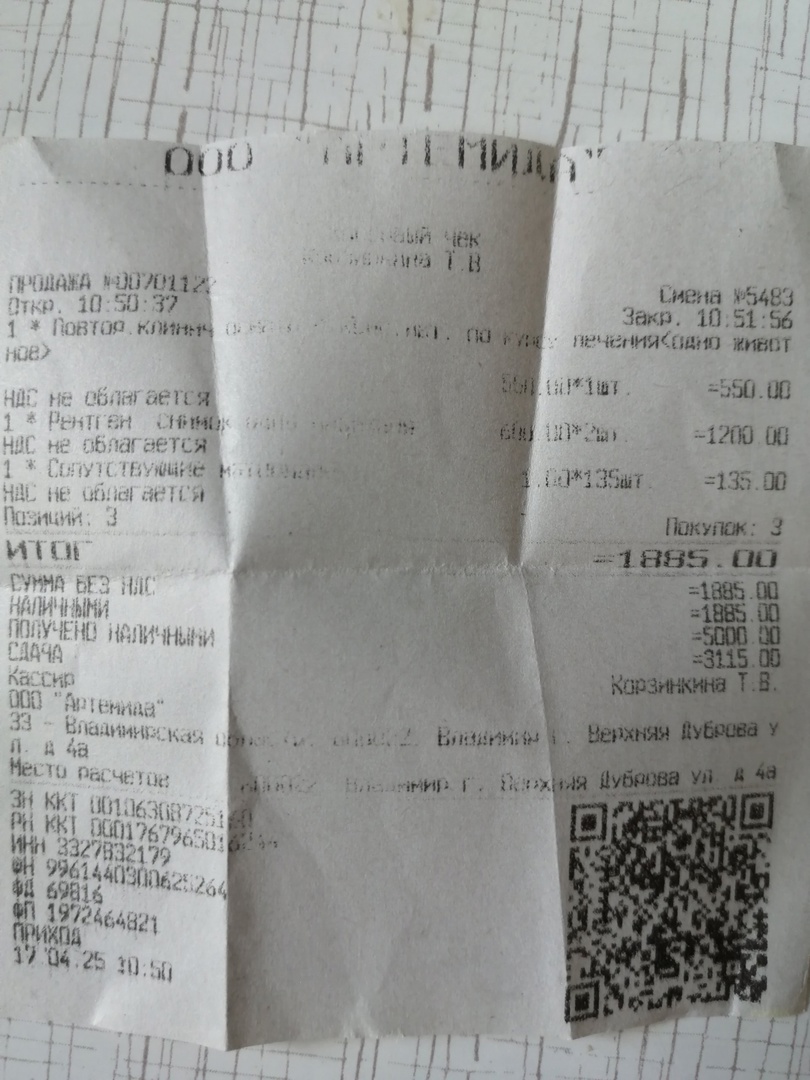 ООО
чек
Т.В
ПРОДАЖА №0070112
Смена №5483
Откр. 10:50:37
Закр. 10:51:56
1 * Повтор.клинич по лечения<одно живот
ное>
550.00*1шт. =550.00
НДС не облагается
1 * Рентген снимок
600.00*2шт. =1200.00
НДС не облагается
1 * Сопутствующие
1.00*135шт. =135.00
НДС не облагается
Позиций: 3
Покупок: 3
ИТОГ =1885.00
СУММА БЕЗ НДС =1885.00
НАЛИЧНЫМИ =1885.00
ПОЛУЧЕНО НАЛИЧНЫМИ =5000.00
СДАЧА =3115.00
Кассир Корзинкина Т.В.
ООО "Артемида"
33 - Владимирская Владимир г. Верхняя Дуброва у
л. д 4а
Место расчетов 600022 Владимир г. Верхняя Дуброва ул д 4а
ЗН ККТ
РН ККТ
ИНН 3327832179
ФН 9961440300625264
ФД 69816
ФП 1972464821
ПРИХОД
17.04.25 10:50